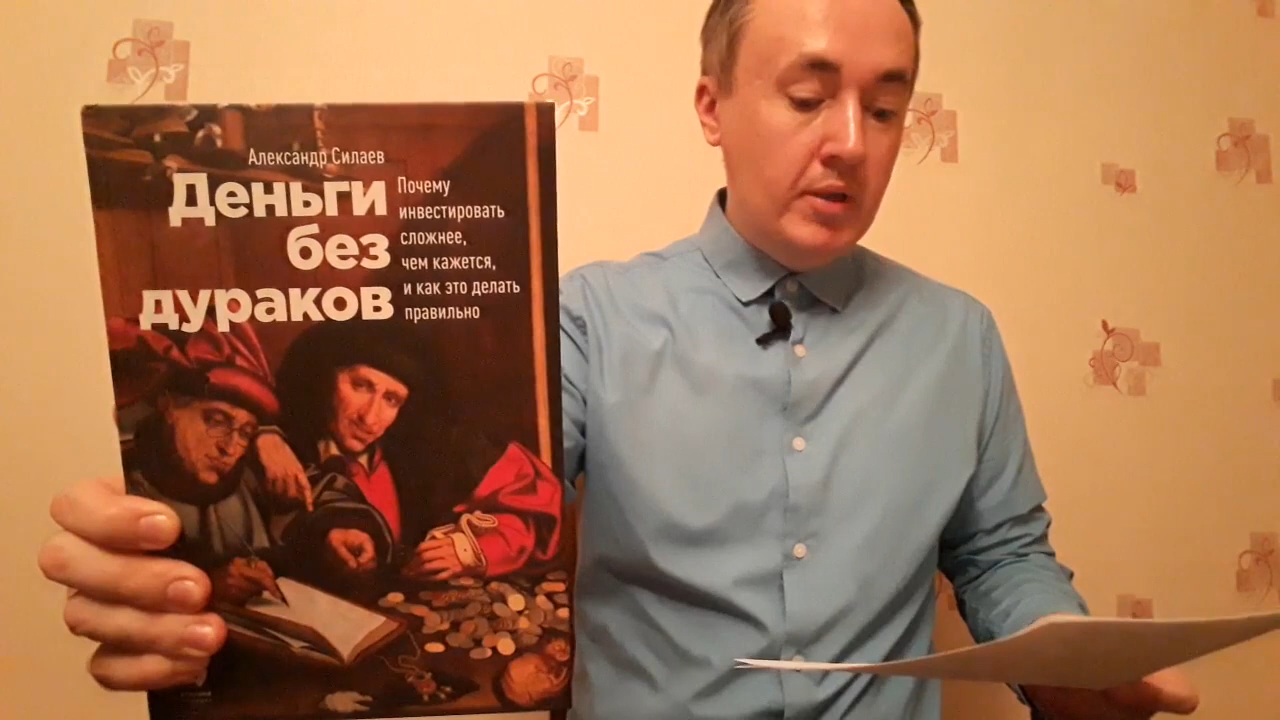 Александр Силаев
Деньги
без
дураков
Почему
инвестировать
сложнее,
чем кажется,
и как это делать
правильно